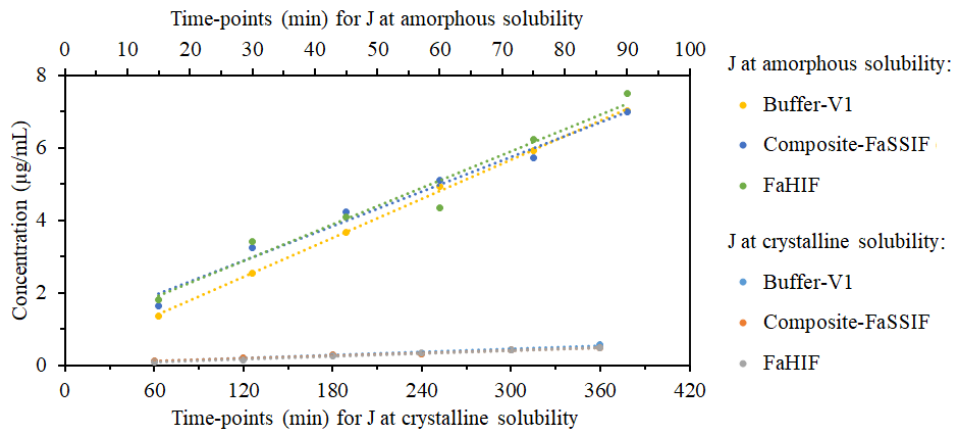 Time-points (min) for J at amorphous solubility
0 10 20 30 40 50 60 70 80 90 100
8
6
4
2
0
Concentration (µg/mL)
0 60 120 180 240 300 360 420
Time-points (min) for J at crystalline solubility
J at amorphous solubility:
Buffer-V1
Composite-FaSSIF
FaHIF
J at crystalline solubility:
Buffer-V1
Composite-FaSSIF
FaHIF